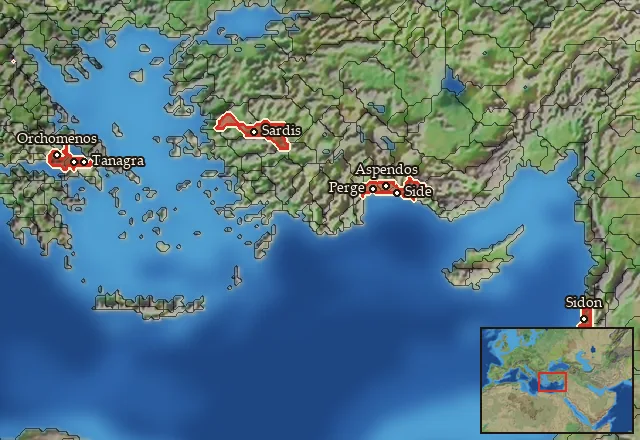 Orchomenos
Tanagra
Sardis
Aspendos
Perge
Side
Sidon